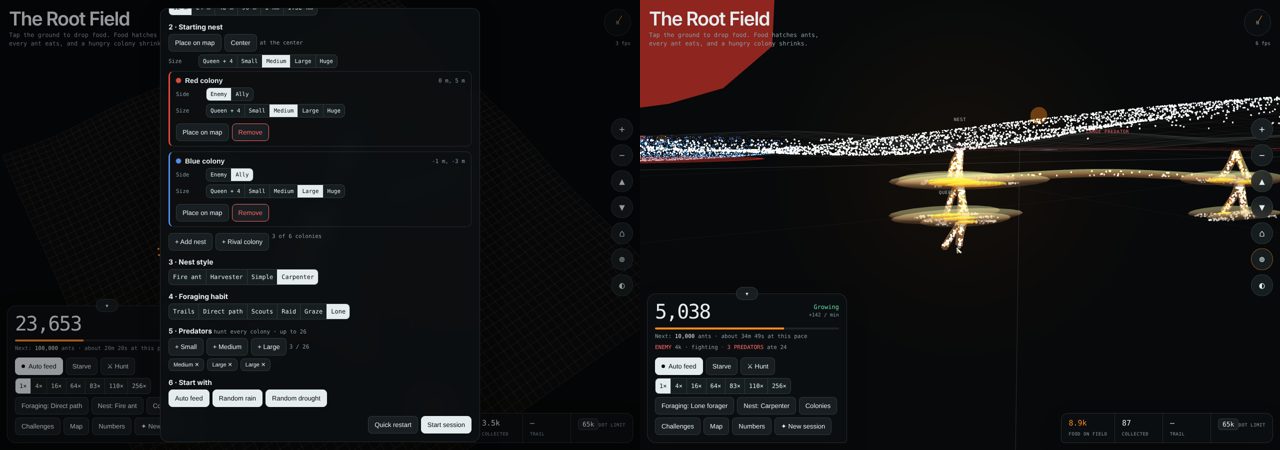 The Root Field
Tap the ground to drop food. Food hatches
every ant eats, and a hungry colony shrink
3 fps
2 · Starting nest
Place on map
Center
at the center
Size
Queen + 4
Small
Medium
Large
Huge
Red colony
0 m, 5 m
Side
Enemy
Ally
Size
Queen + 4
Small
Medium
Large
Huge
Place on map
Remove
Blue colony
-1 m, -3 m
Side
Enemy
Ally
Size
Queen + 4
Small
Medium
Large
Huge
Place on map
Remove
+ Add nest
+ Rival colony
3 of 6 colonies
3 · Nest style
Fire ant
Harvester
Simple
Carpenter
4 · Foraging habit
Trails
Direct path
Scouts
Raid
Graze
Lone
5 · Predators hunt every colony · up to 26
+ Small
+ Medium
+ Large
3 / 26
Medium ×
Large ×
Large ×
6 · Start with
Auto feed
Random rain
Random drought
Quick restart
Start session
23,653
Next: 100,000 ants · about 20m 20s at this p
Auto feed
Starve
Hunt
1×
4×
16×
64×
83×
110×
256×
Foraging: Direct path
Nest: Fire ant
Co
Challenges
Map
Numbers
New
3.5k
COLLECTED
—
TRAIL
65k
DOT LIMIT
The Root Field
Tap the ground to drop food. Food hatches ants,
every ant eats, and a hungry colony shrinks.
6 fps
NEST
PREDATOR
5,038
Growing
+142 / min
Next: 10,000 ants · about 34m 49s at this pace
ENEMY 4k · fighting · 3 PREDATORS ate 24
Auto feed
Starve
Hunt
1×
4×
16×
64×
83×
110×
256×
Foraging: Lone forager
Nest: Carpenter
Colonies
Challenges
Map
Numbers
New session
8.9k
FOOD ON FIELD
87
COLLECTED
—
TRAIL
65k
DOT LIMIT